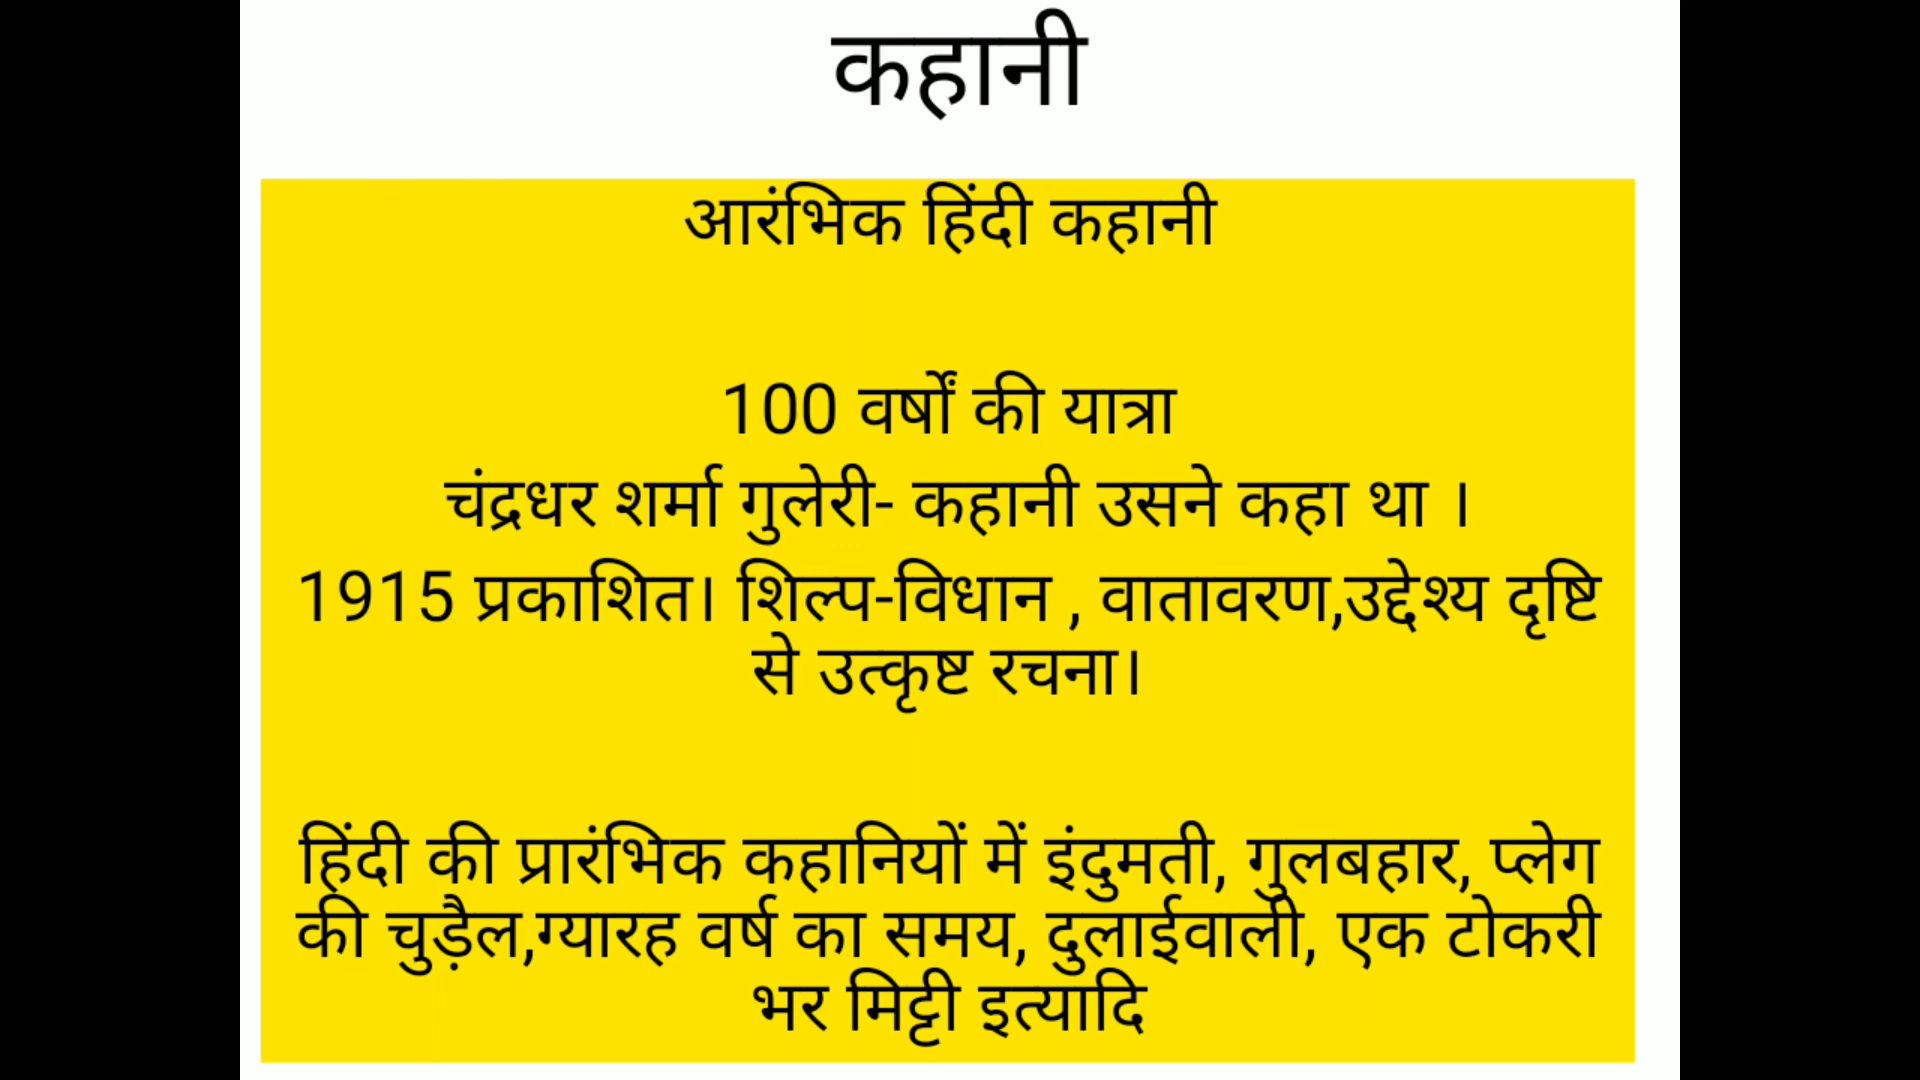 कहानी
आरंभिक हिंदी कहानी
100 वर्षों की यात्रा
चंद्रधर शर्मा गुलेरी- कहानी उसने कहा था ।
1915 प्रकाशित। शिल्प-विधान , वातावरण,उद्देश्य दृष्टि
से उत्कृष्ट रचना।
हिंदी की प्रारंभिक कहानियों में इंदुमती, गुलबहार, प्लेग
की चुड़ैल,ग्यारह वर्ष का समय, दुलाईवाली, एक टोकरी
भर मिट्टी इत्यादि